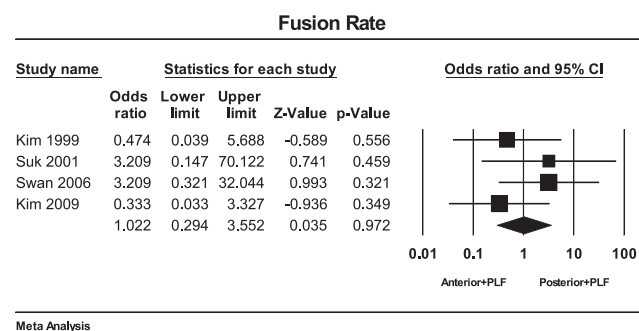 Fusion Rate
Study name Statistics for each study Odds ratio and 95% CI
Odds ratio Lower limit Upper limit Z-Value p-Value
Kim 1999 0.474 0.039 5.688 -0.589 0.556
Suk 2001 3.209 0.147 70.122 0.741 0.459
Swan 2006 3.209 0.321 32.044 0.993 0.321
Kim 2009 0.333 0.033 3.327 -0.936 0.349
1.022 0.294 3.552 0.035 0.972
0.01 0.1 1 10 100
Anterior+PLF Posterior+PLF
Meta Analysis